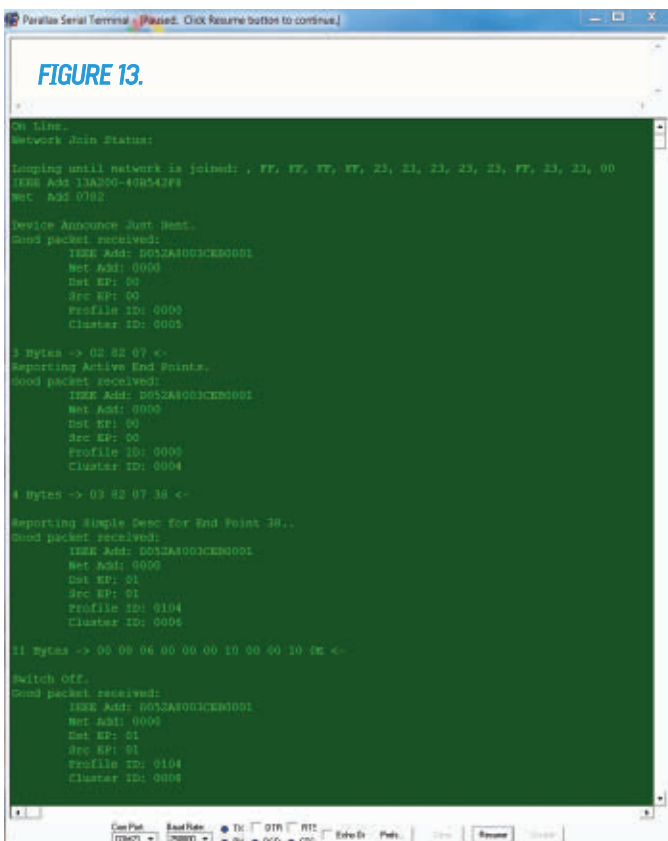 Parallax Serial Terminal - [Paused. Click Resume button to continue.]
FIGURE 13.
On Line.
Network Join Status:
Looping until network is joined: , FF, FF, FF, FF, 23, 23, 23, 23, 23, FF, 23, 23, 00
IEEE Add 13A200-40B542F8
Net Add 0782
Device Announce Just Sent.
Good packet received:
IEEE Add: D052A8003CEB0001
Net Add: 0000
Dst EP: 00
Src EP: 00
Profile ID: 0000
Cluster ID: 0005
3 Bytes -> 02 82 07 <-
Reporting Active End Points.
Good packet received:
IEEE Add: D052A8003CEB0001
Net Add: 0000
Dst EP: 00
Src EP: 00
Profile ID: 0000
Cluster ID: 0004
4 Bytes -> 03 82 07 38 <-
Reporting Simple Desc for End Point 38..
Good packet received:
IEEE Add: D052A8003CEB0001
Net Add: 0000
Dst EP: 01
Src EP: 01
Profile ID: 0104
Cluster ID: 0006
11 Bytes -> 00 00 06 00 00 00 10 00 00 10 0E <-
Switch Off.
Good packet received:
IEEE Add: D052A8003CEB0001
Net Add: 0000
Dst EP: 01
Src EP: 01
Profile ID: 0104
Cluster ID: 0006
Com Port: Baud Rate: TX DTR RTS
RX DSR CTS Echo On Prefs... Resume